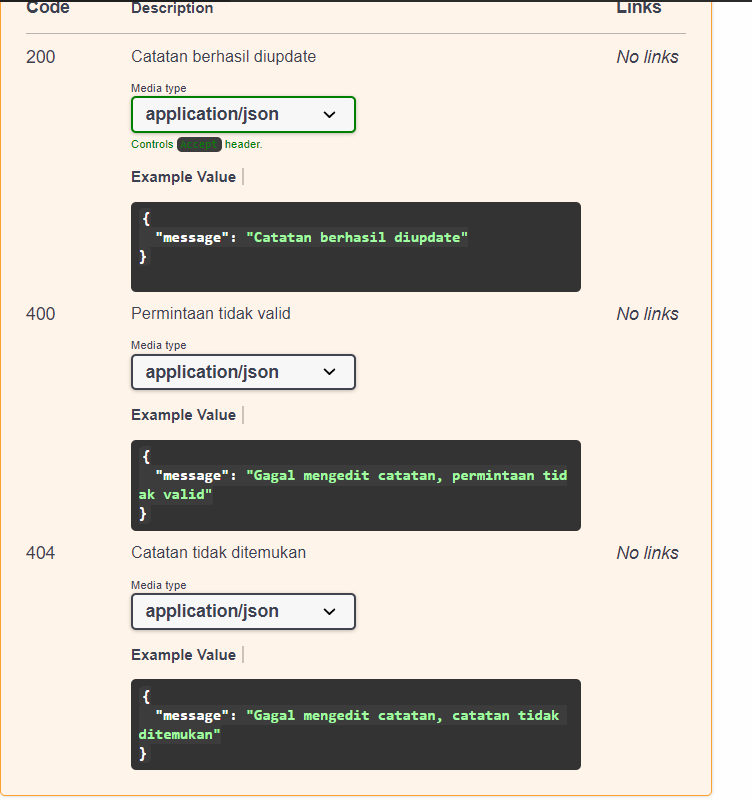 Code Description Links
200 Catatan berhasil diupdate No links
Media type
application/json
Controls Accept header.
Example Value
{
"message": "Catatan berhasil diupdate"
}
400 Permintaan tidak valid No links
Media type
application/json
Example Value
{
"message": "Gagal mengedit catatan, permintaan tid
ak valid"
}
404 Catatan tidak ditemukan No links
Media type
application/json
Example Value
{
"message": "Gagal mengedit catatan, catatan tidak
ditemukan"
}